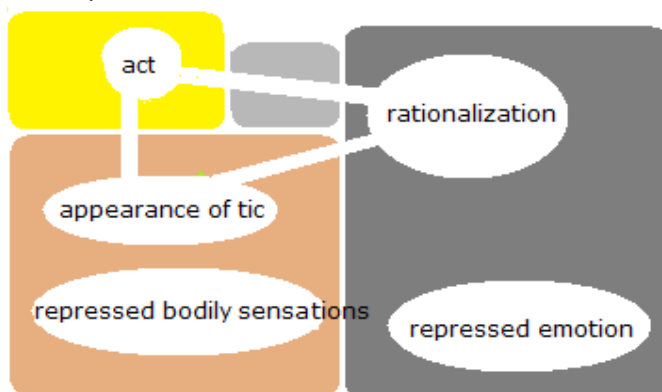 act
rationalization
appearance of tic
repressed bodily sensations
repressed emotion